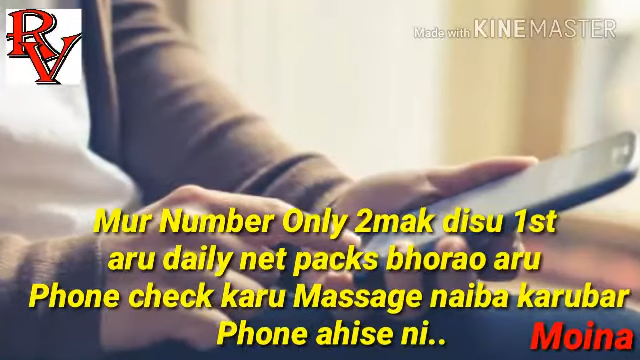 RV
Made with KINEMASTER
Mur Number Only 2mak disu 1st
aru daily net packs bhorao aru
Phone check karu Massage naiba karubar
Phone ahise ni..
Moina